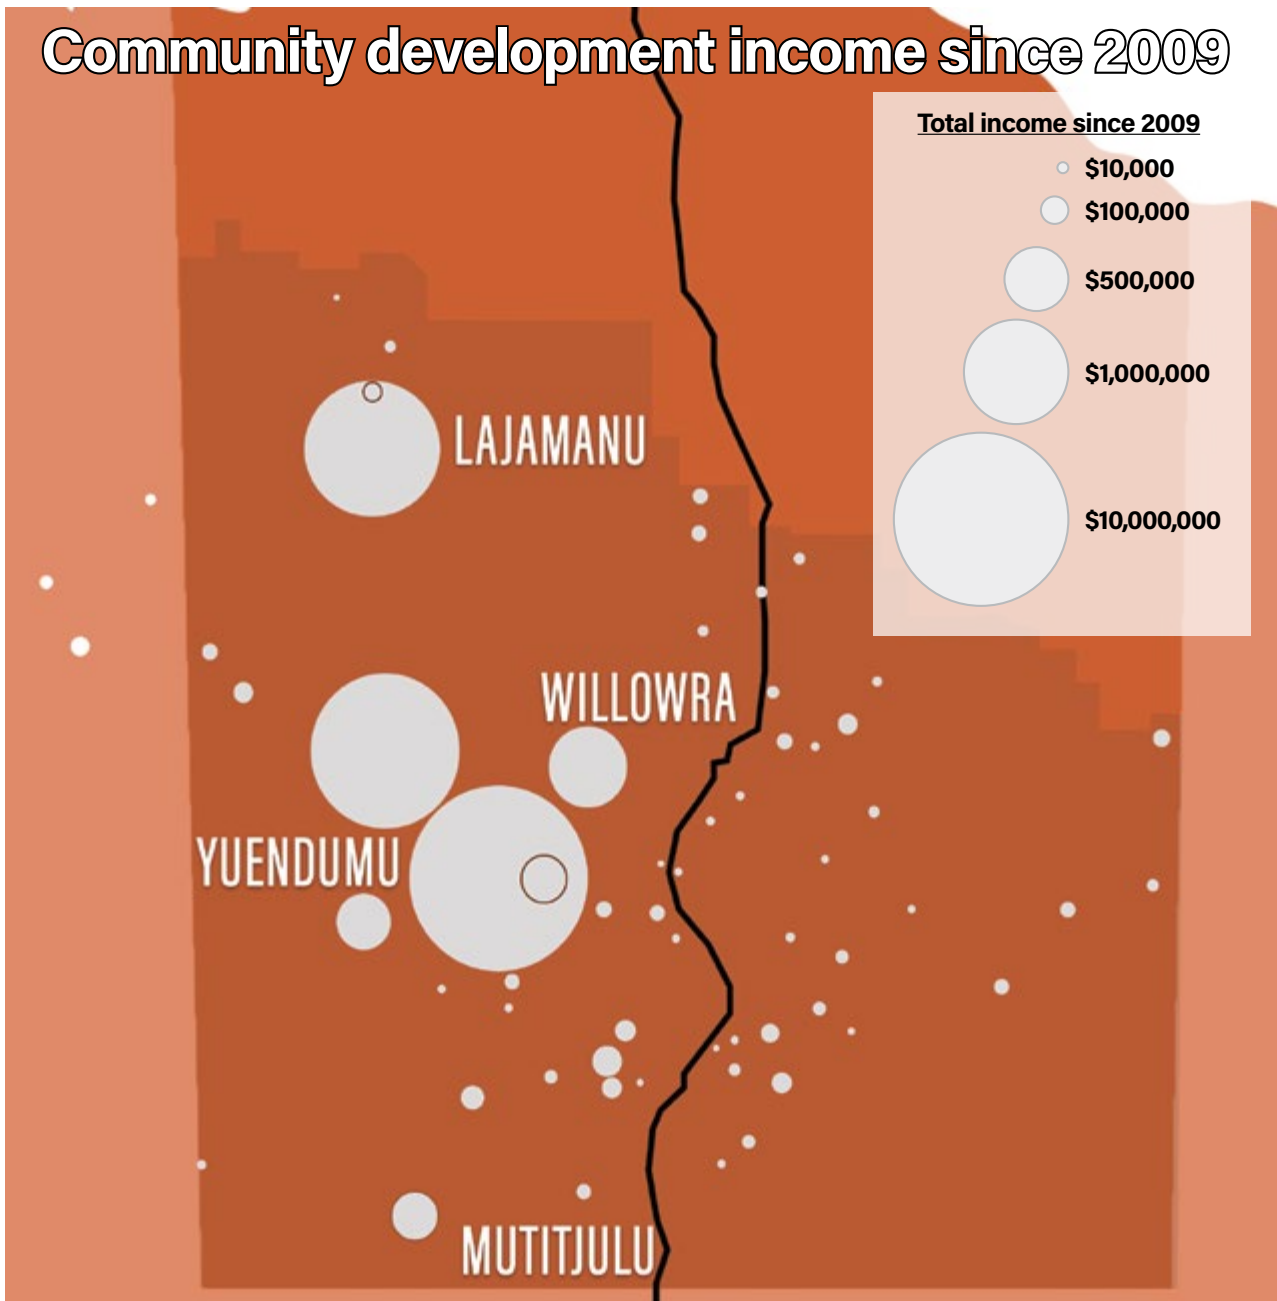 Community development income since 2009
Total income since 2009
$10,000
$100,000
$500,000
$1,000,000
$10,000,000
LAJAMANU
WILLOWRA
YUENDUMU
MUTITJULU